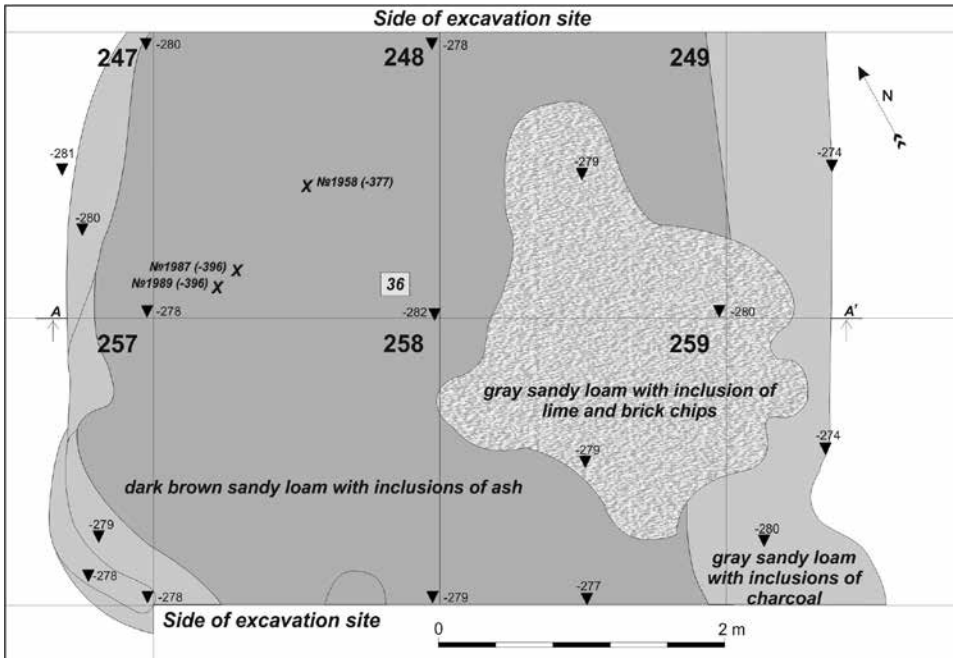 Side of excavation site
247
-280
248
-278
249
N
-281
-279
-274
№1958 (-377)
-280
№1987 (-396)
№1989 (-396)
36
A
-278
-282
-280
A'
257
258
259
gray sandy loam with inclusion of
lime and brick chips
-274
-279
dark brown sandy loam with inclusions of ash
-279
-280
gray sandy loam
with inclusions of
charcoal
-278
-277
-278
-279
Side of excavation site
0
2 m